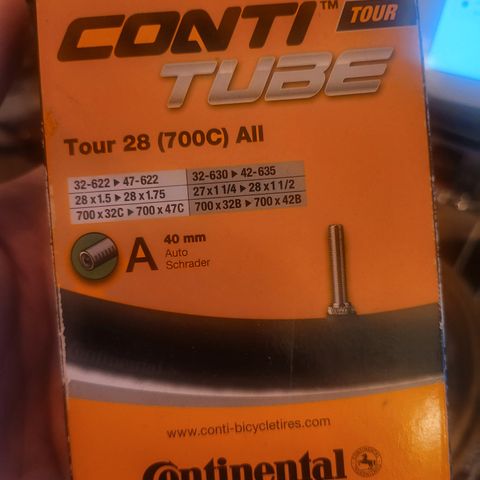 CONTI™ TOUR
TUBE
Tour 28 (700C) All
32-622 ▶ 47-622 32-630 ▶ 42-635
28 x 1.5 ▶ 28 x 1.75 27 x 1 1/4 ▶ 28 x 1 1/2
700 x 32C ▶ 700 x 47C 700 x 32B ▶ 700 x 42B
A 40 mm
Auto
Schrader
Continental
www.conti-bicycletires.com
Continental